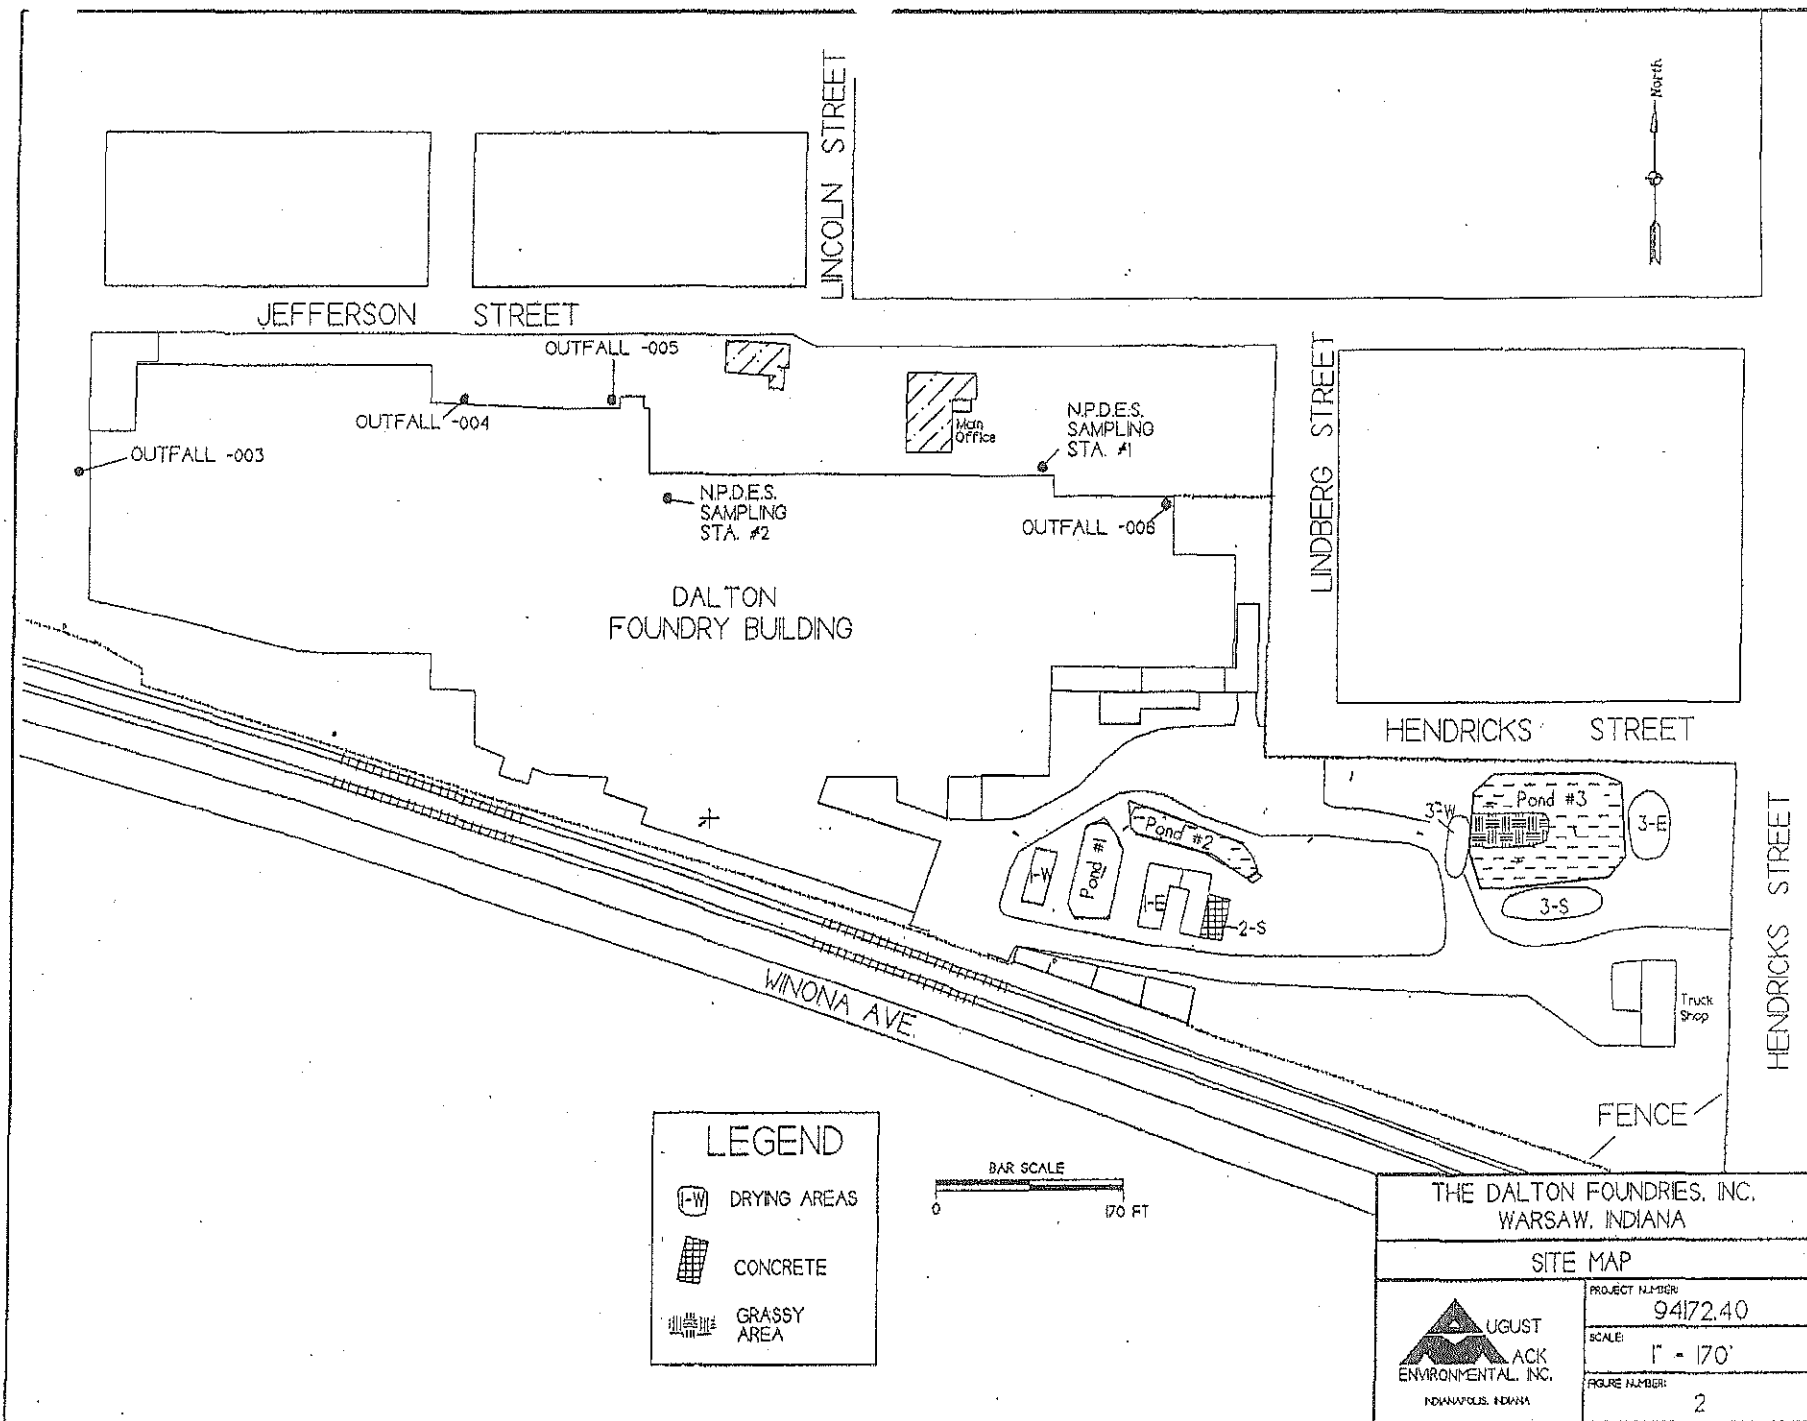 LINCOLN STREET
North
JEFFERSON STREET
OUTFALL -005
OUTFALL -004
OUTFALL -003
Main
Office
N.P.D.E.S.
SAMPLING
STA. #1
N.P.D.E.S.
SAMPLING
STA. #2
OUTFALL -006
LINDBERG STREET
DALTON
FOUNDRY BUILDING
HENDRICKS STREET
3-W
Pond #3
3-E
3-S
Pond #2
Pond #1
1-W
1-E
2-S
HENDRICKS STREET
Truck
Shop
WINONA AVE.
FENCE
LEGEND
1-W DRYING AREAS
CONCRETE
GRASSY
AREA
BAR SCALE
0 170 FT
THE DALTON FOUNDRIES, INC.
WARSAW, INDIANA
SITE MAP
AUGUST
MACK
ENVIRONMENTAL, INC.
INDIANAPOLIS, INDIANA
PROJECT NUMBER:
94172.40
SCALE:
1" - 170'
FIGURE NUMBER:
2